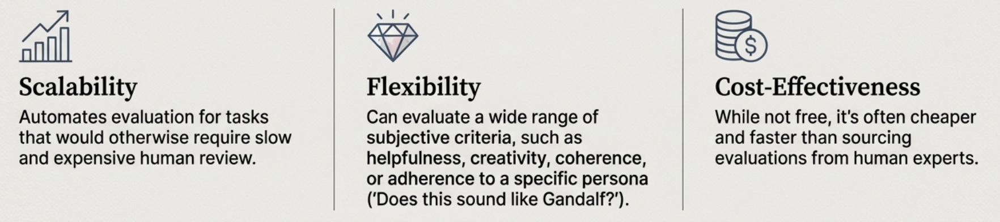 Scalability
Automates evaluation for tasks
that would otherwise require slow
and expensive human review.
Flexibility
Can evaluate a wide range of
subjective criteria, such as
helpfulness, creativity, coherence,
or adherence to a specific persona
('Does this sound like Gandalf?').
$
Cost-Effectiveness
While not free, it's often cheaper
and faster than sourcing
evaluations from human experts.